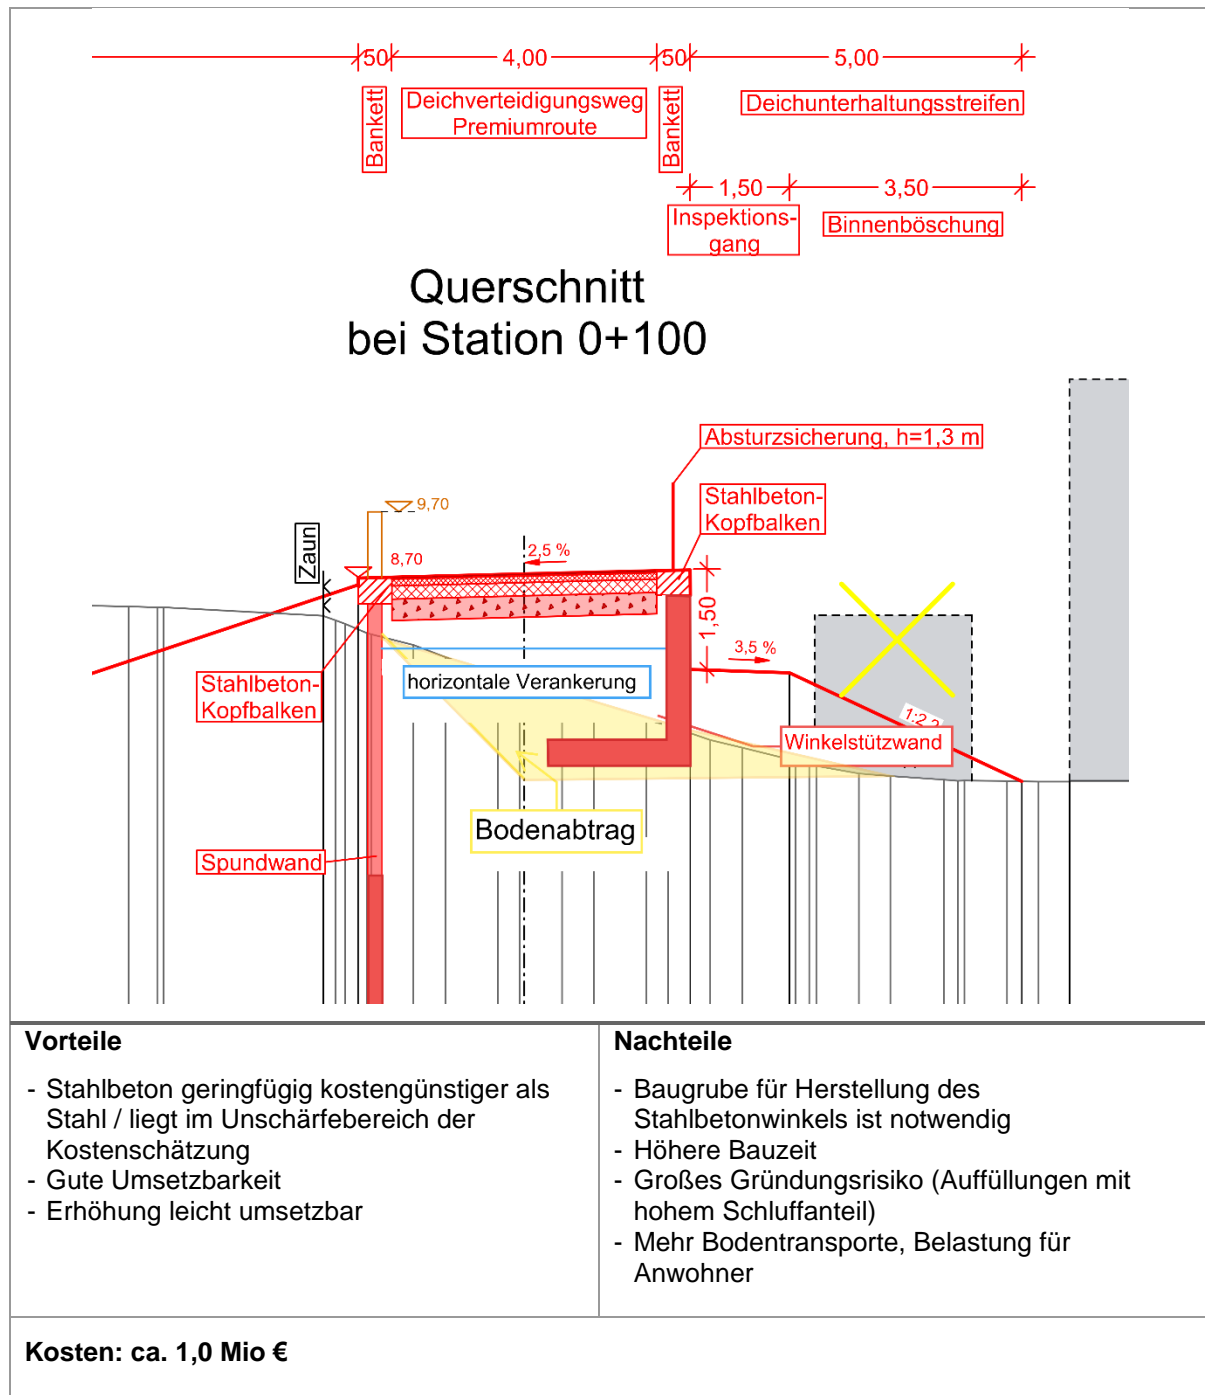 50
4,00
50
5,00
Bankett
Deichverteidigungsweg
Premiumroute
Bankett
Deichunterhaltungsstreifen
1,50
3,50
Inspektions-
gang
Binnenböschung
Querschnitt
bei Station 0+100
Absturzsicherung, h=1,3 m
Stahlbeton-
Kopfbalken
9,70
Zaun
8,70
2,5 %
1,50
3,5 %
Stahlbeton-
Kopfbalken
horizontale Verankerung
Winkelstützwand
Bodenabtrag
Spundwand
Vorteile
- Stahlbeton geringfügig kostengünstiger als
Stahl / liegt im Unschärfebereich der
Kostenschätzung
- Gute Umsetzbarkeit
- Erhöhung leicht umsetzbar
Nachteile
- Baugrube für Herstellung des
Stahlbetonwinkels ist notwendig
- Höhere Bauzeit
- Großes Gründungsrisiko (Auffüllungen mit
hohem Schluffanteil)
- Mehr Bodentransporte, Belastung für
Anwohner
Kosten: ca. 1,0 Mio €